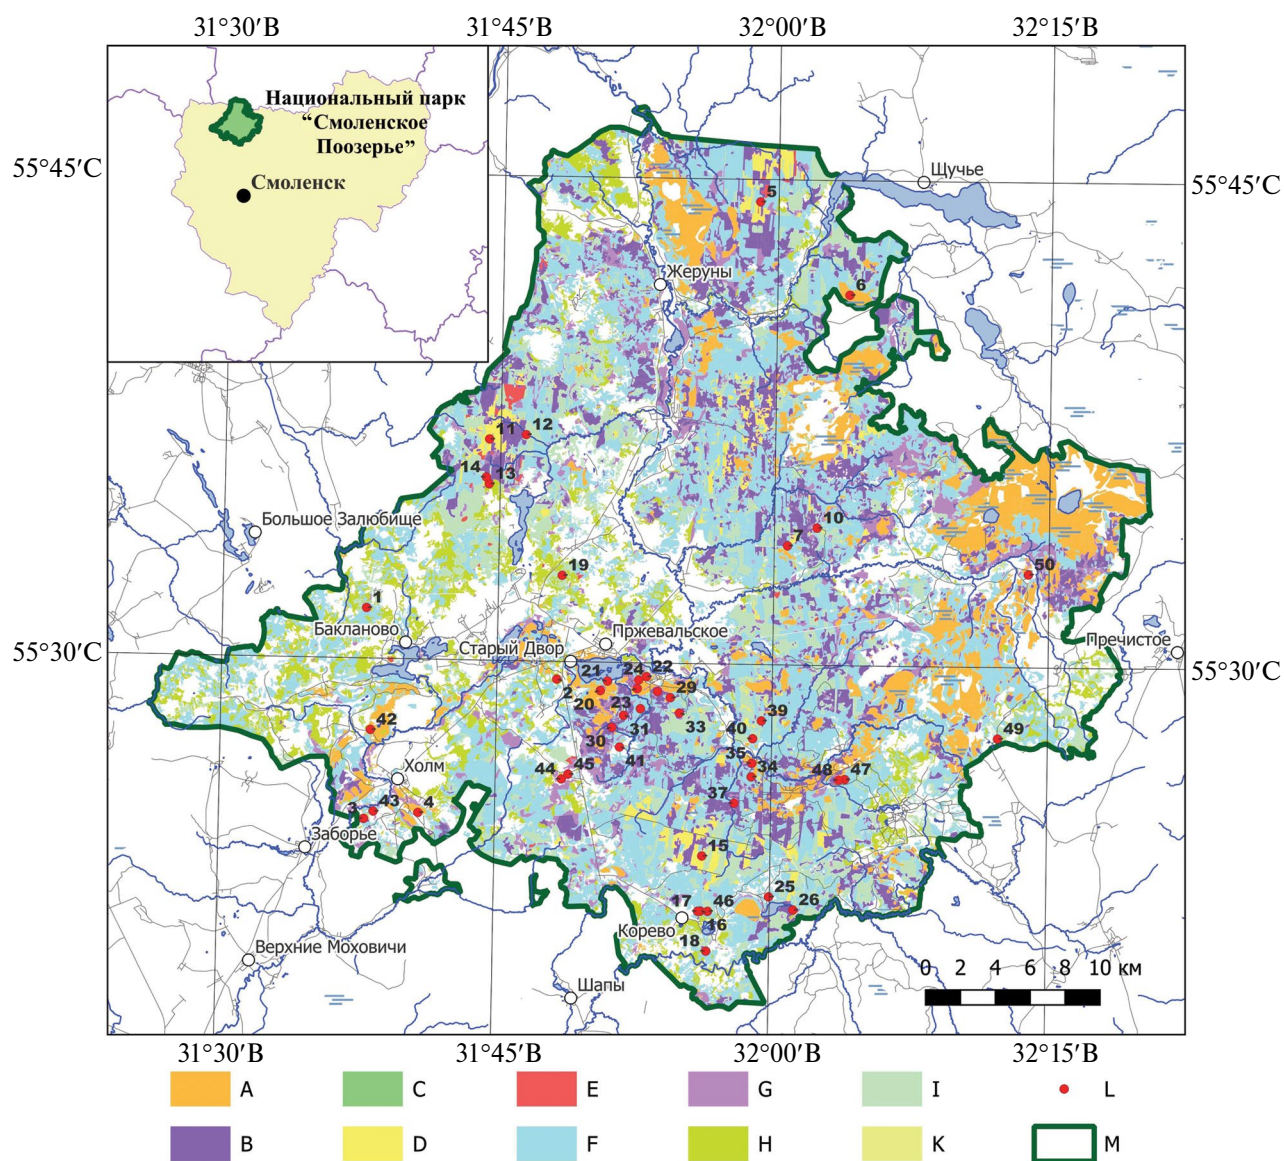 31°30′В 31°45′В 32°00′В 32°15′В
Национальный парк
“Смоленское
Поозерье”
Смоленск
55°45′С
55°45′С
Щучье
5
Жеруны
6
11
12
14
13
Большое Залюбище
10
7
19
50
1
Бакланово
Пржевальское
Старый Двор
Пречистое
55°30′С
55°30′С
21
24
22
2
29
20
23
39
33
42
30
31
40
49
35
41
34
Холм
44
45
48
47
37
3
43
4
Заборье
15
25
17
46
26
16
Корево
18
Верхние Моховичи
0 2 4 6 8 10 км
Шапы
31°30′В 31°45′В 32°00′В 32°15′В
A C E G I L
B D F H K M